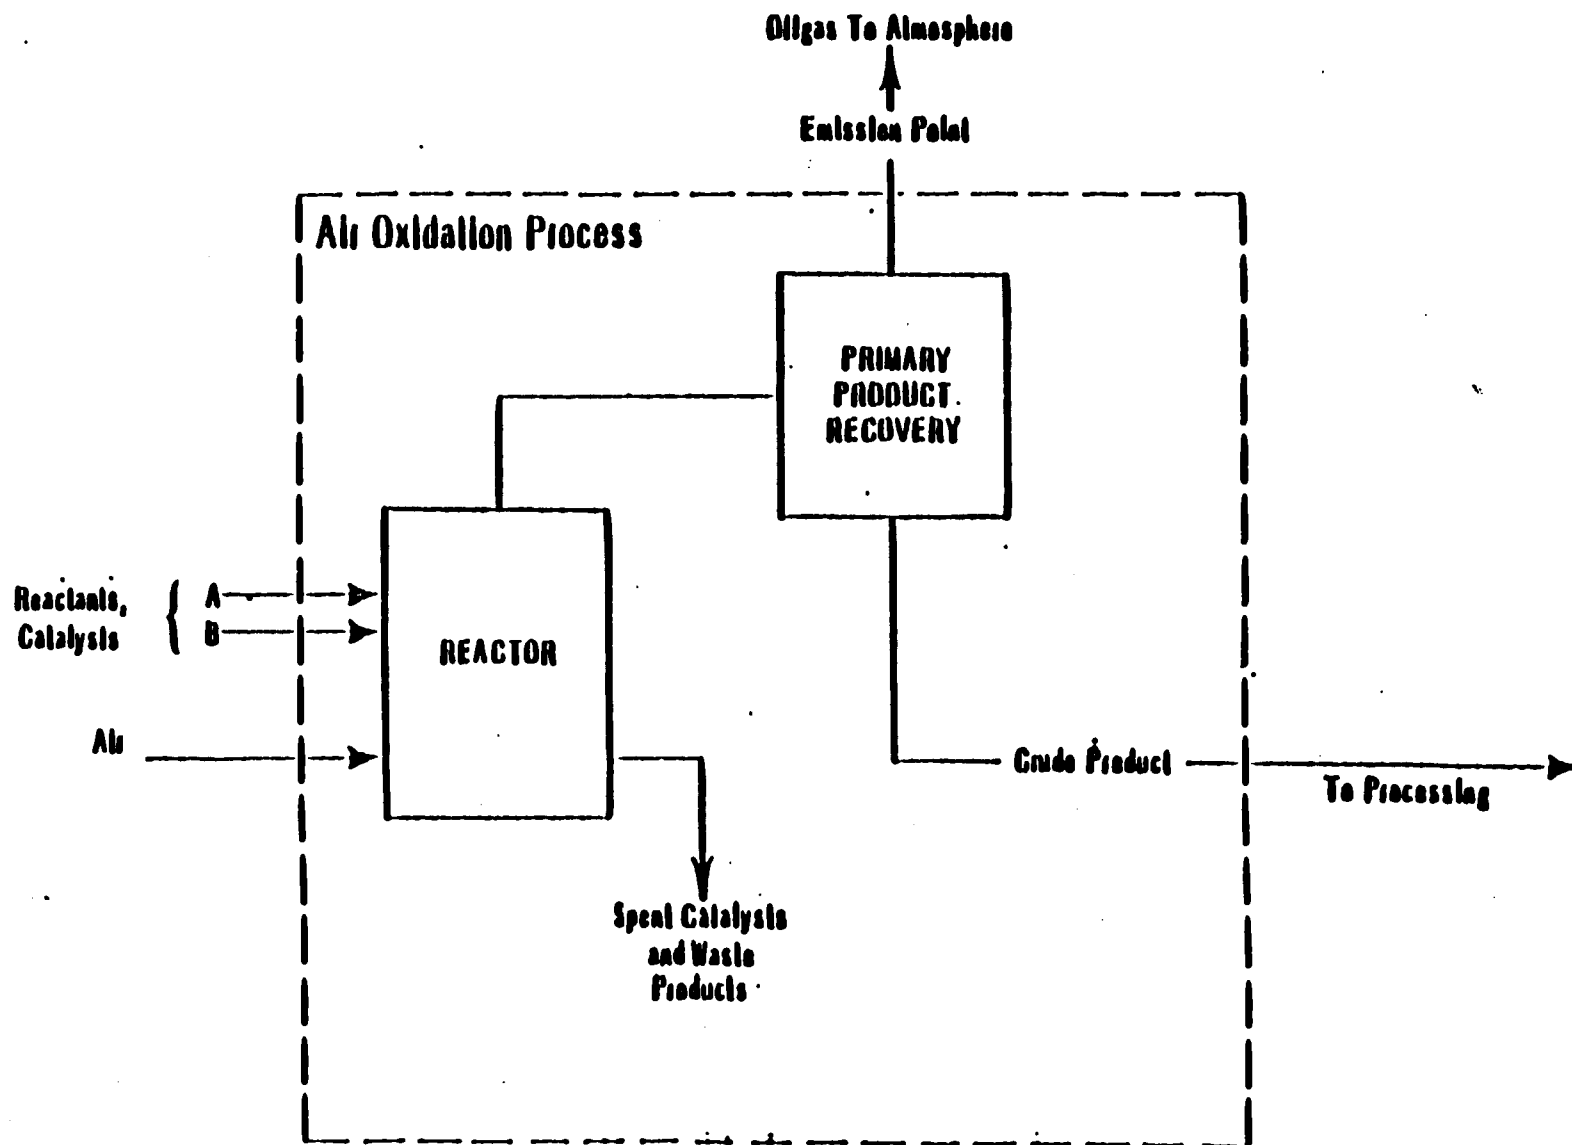 Offgas To Atmosphere
Emission Point
Air Oxidation Process
PRIMARY
PRODUCT
RECOVERY
Reactants,
Catalysts
A
B
REACTOR
Air
Crude Product
To Processing
Spent Catalysts
and Waste
Products